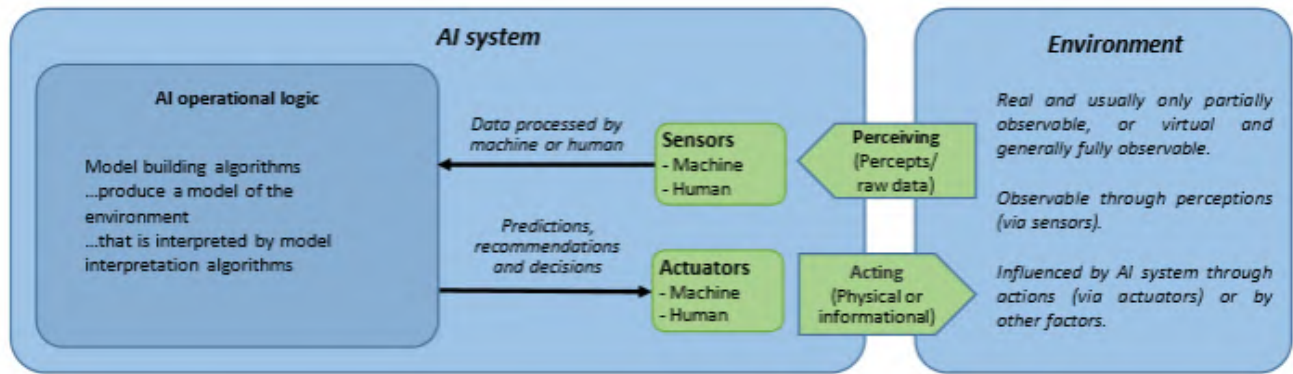 AI system
AI operational logic
Model building algorithms
...produce a model of the
environment
...that is interpreted by model
interpretation algorithms
Data processed by
machine or human
Predictions,
recommendations
and decisions
Sensors
- Machine
- Human
Actuators
- Machine
- Human
Perceiving
(Percepts/
raw data)
Acting
(Physical or
informational)
Environment
Real and usually only partially
observable, or virtual and
generally fully observable.
Observable through perceptions
(via sensors).
Influenced by AI system through
actions (via actuators) or by
other factors.